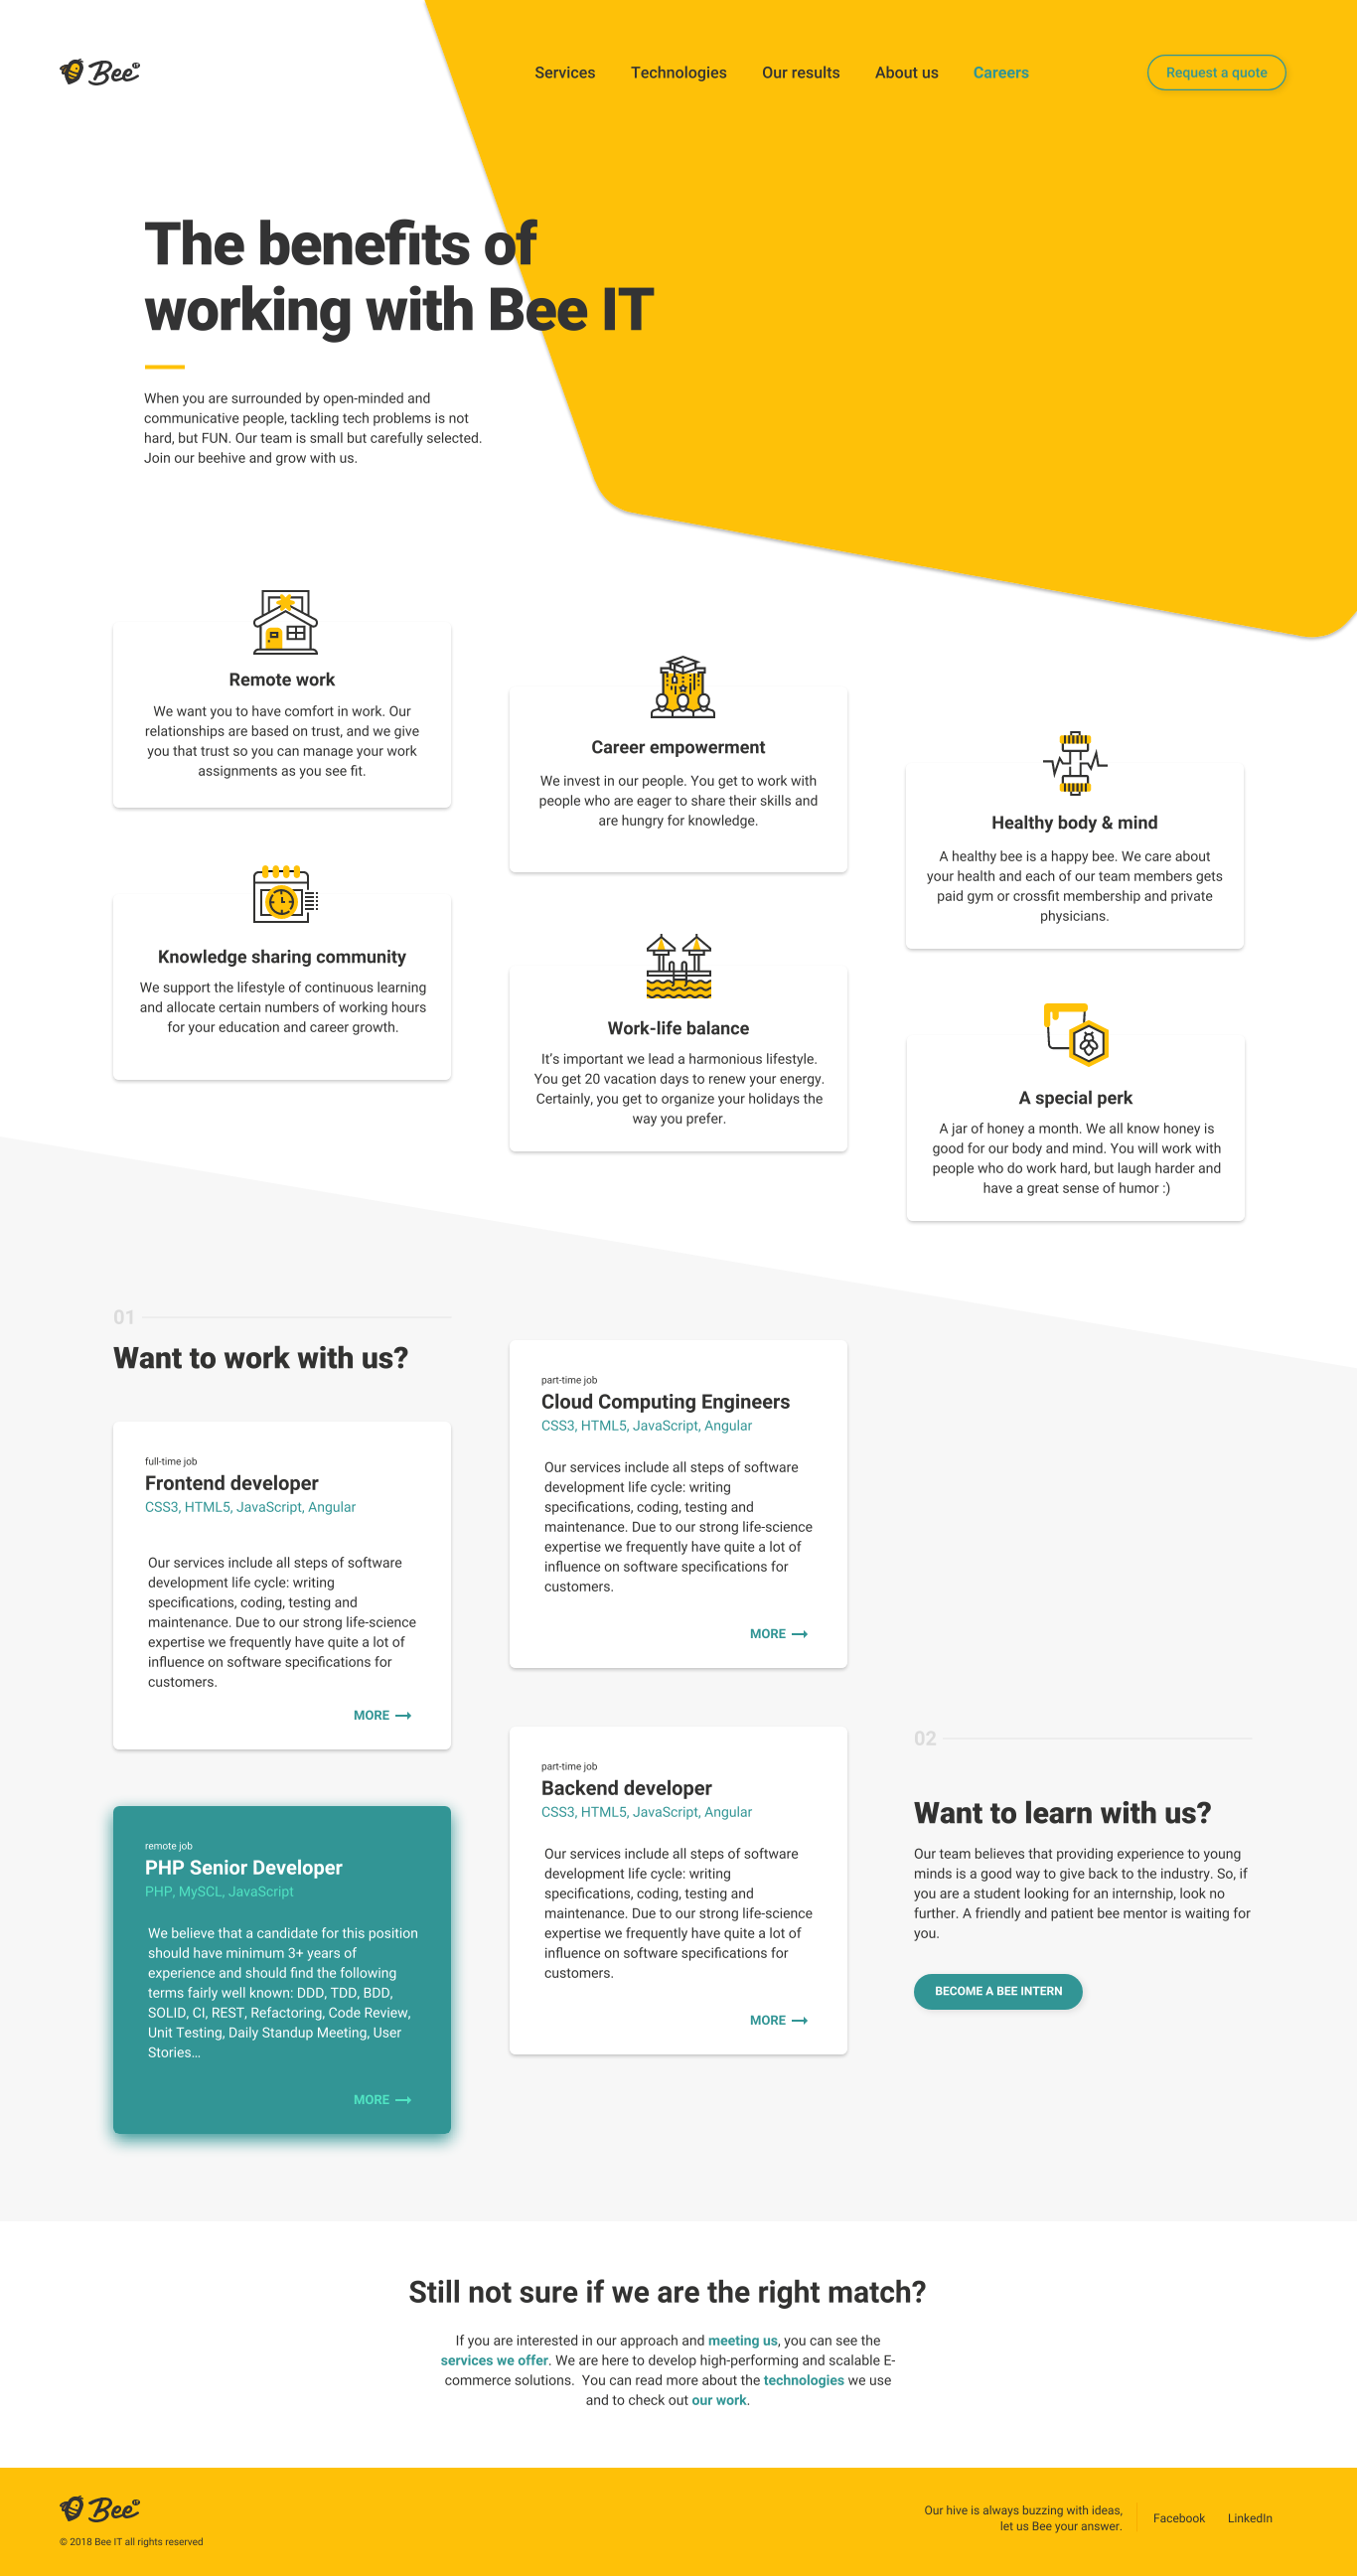 Bee IT
Services
Technologies
Our results
About us
Careers
Request a quote
The benefits of
working with Bee IT
When you are surrounded by open-minded and
communicative people, tackling tech problems is not
hard, but FUN. Our team is small but carefully selected.
Join our beehive and grow with us.
Remote work
We want you to have comfort in work. Our
relationships are based on trust, and we give
you that trust so you can manage your work
assignments as you see fit.
Career empowerment
We invest in our people. You get to work with
people who are eager to share their skills and
are hungry for knowledge.
Healthy body & mind
A healthy bee is a happy bee. We care about
your health and each of our team members gets
paid gym or crossfit membership and private
physicians.
Knowledge sharing community
We support the lifestyle of continuous learning
and allocate certain numbers of working hours
for your education and career growth.
Work-life balance
It's important we lead a harmonious lifestyle.
You get 20 vacation days to renew your energy.
Certainly, you get to organize your holidays the
way you prefer.
A special perk
A jar of honey a month. We all know honey is
good for our body and mind. You will work with
people who do work hard, but laugh harder and
have a great sense of humor :)
01
Want to work with us?
full-time job
Frontend developer
CSS3, HTML5, JavaScript, Angular
Our services include all steps of software
development life cycle: writing
specifications, coding, testing and
maintenance. Due to our strong life-science
expertise we frequently have quite a lot of
influence on software specifications for
customers.
MORE
remote job
PHP Senior Developer
PHP, MySCL, JavaScript
We believe that a candidate for this position
should have minimum 3+ years of
experience and should find the following
terms fairly well known: DDD, TDD, BDD,
SOLID, CI, REST, Refactoring, Code Review,
Unit Testing, Daily Standup Meeting, User
Stories...
MORE
part-time job
Cloud Computing Engineers
CSS3, HTML5, JavaScript, Angular
Our services include all steps of software
development life cycle: writing
specifications, coding, testing and
maintenance. Due to our strong life-science
expertise we frequently have quite a lot of
influence on software specifications for
customers.
MORE
part-time job
Backend developer
CSS3, HTML5, JavaScript, Angular
Our services include all steps of software
development life cycle: writing
specifications, coding, testing and
maintenance. Due to our strong life-science
expertise we frequently have quite a lot of
influence on software specifications for
customers.
MORE
02
Want to learn with us?
Our team believes that providing experience to young
minds is a good way to give back to the industry. So, if
you are a student looking for an internship, look no
further. A friendly and patient bee mentor is waiting for
you.
BECOME A BEE INTERN
Still not sure if we are the right match?
If you are interested in our approach and meeting us, you can see the
services we offer. We are here to develop high-performing and scalable E-
commerce solutions. You can read more about the technologies we use
and to check out our work.
Bee IT
© 2018 Bee IT all rights reserved
Our hive is always buzzing with ideas,
let us Bee your answer.
Facebook
LinkedIn